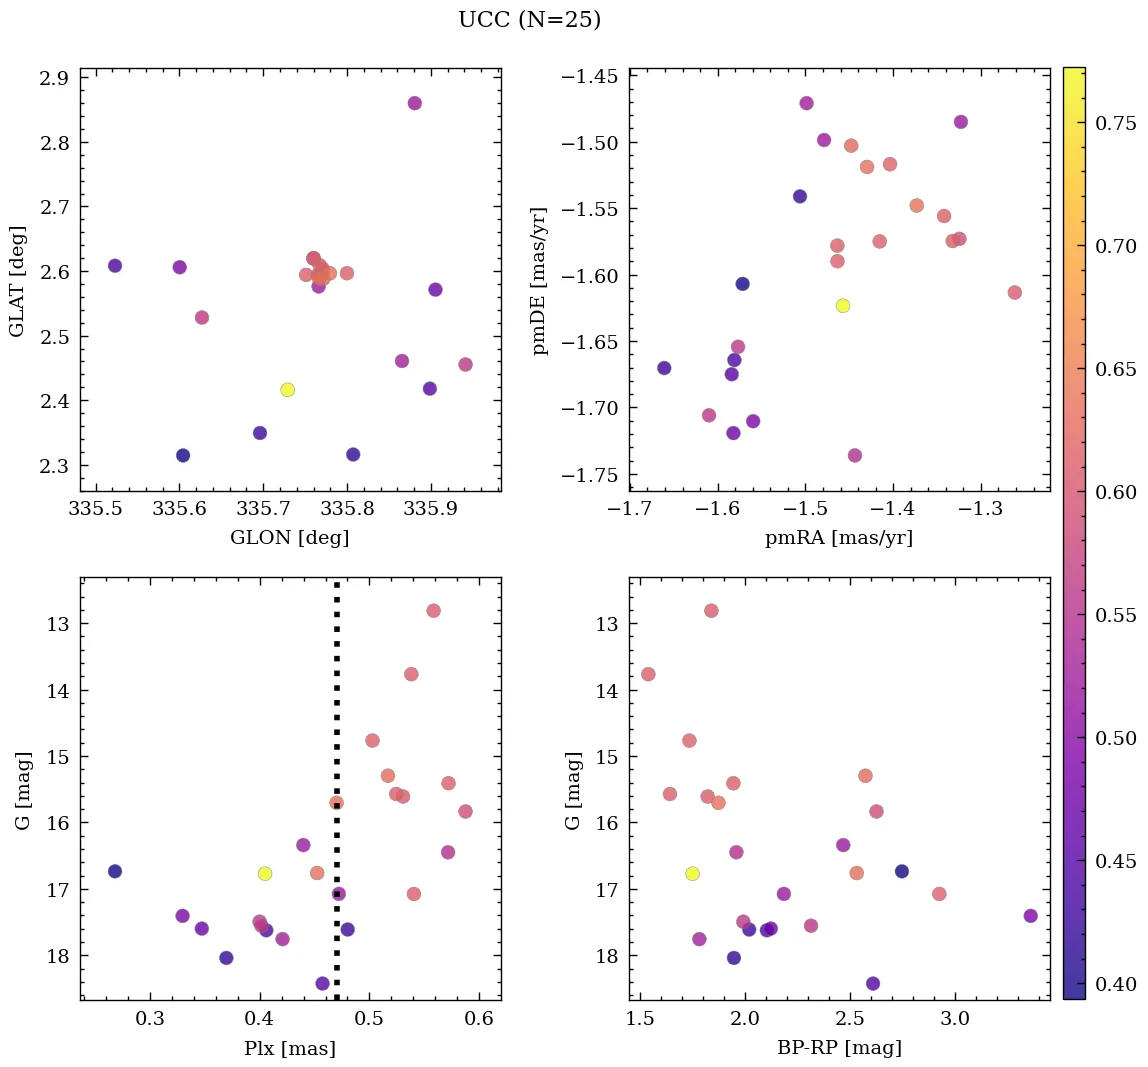 UCC (N=25)
2.9
2.8
2.7
2.6
2.5
2.4
2.3
GLAT [deg]
335.5 335.6 335.7 335.8 335.9
GLON [deg]
−1.45
−1.50
−1.55
−1.60
−1.65
−1.70
−1.75
pmDE [mas/yr]
−1.7 −1.6 −1.5 −1.4 −1.3
pmRA [mas/yr]
13
14
15
16
17
18
G [mag]
0.3 0.4 0.5 0.6
Plx [mas]
13
14
15
16
17
18
G [mag]
1.5 2.0 2.5 3.0
BP-RP [mag]
0.75
0.70
0.65
0.60
0.55
0.50
0.45
0.40